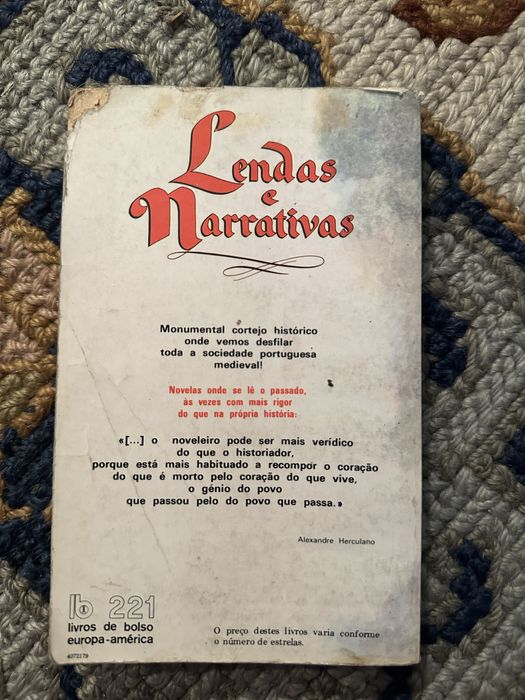 Lendas
e
Narrativas
Monumental cortejo histórico
onde vemos desfilar
toda a sociedade portuguesa
medieval!
Novelas onde se lê o passado,
às vezes com mais rigor
do que na própria história:
«[...] o noveleiro pode ser mais verídico
do que o historiador,
porque está mais habituado a recompor o coração
do que é morto pelo coração do que vive,
o génio do povo
que passou pelo do povo que passa.»
Alexandre Herculano
lb 221
livros de bolso
europa-américa
O preço destes livros varia conforme
o número de estrelas.
4072179